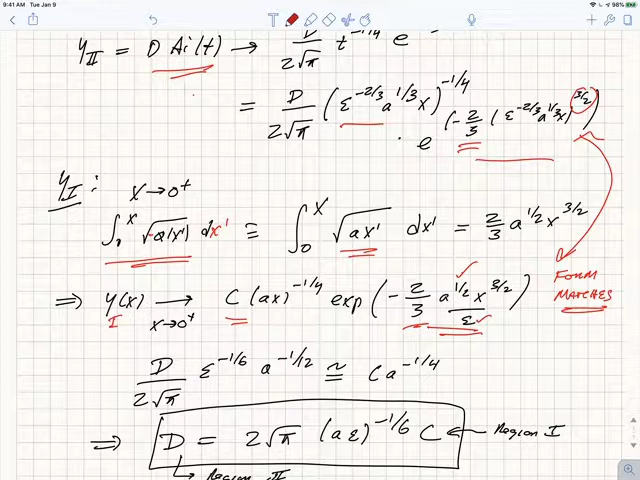 9:41 AM Tue Jan 9
98%
y_II = D Ai(t) → D/2√π t^-1/4 e^-
= D/2√π (ε^-2/3 a^1/3 x)^-1/4 · e^(-2/3 (ε^-2/3 a^1/3 x)^3/2)
y_I : x→0⁺
∫_0^x √Q(x') dx' ≅ ∫_0^x √ax' dx' = 2/3 a^1/2 x^3/2
FORM
MATCHES
⇒ y_I(x) → x→0⁺ C (ax)^-1/4 exp(-2/3 a^1/2 x^3/2 / ε)
D/2√π ε^-1/6 a^-1/12 ≅ C a^-1/4
⇒ D = 2√π (aε)^-1/6 C ← Region I
Region II